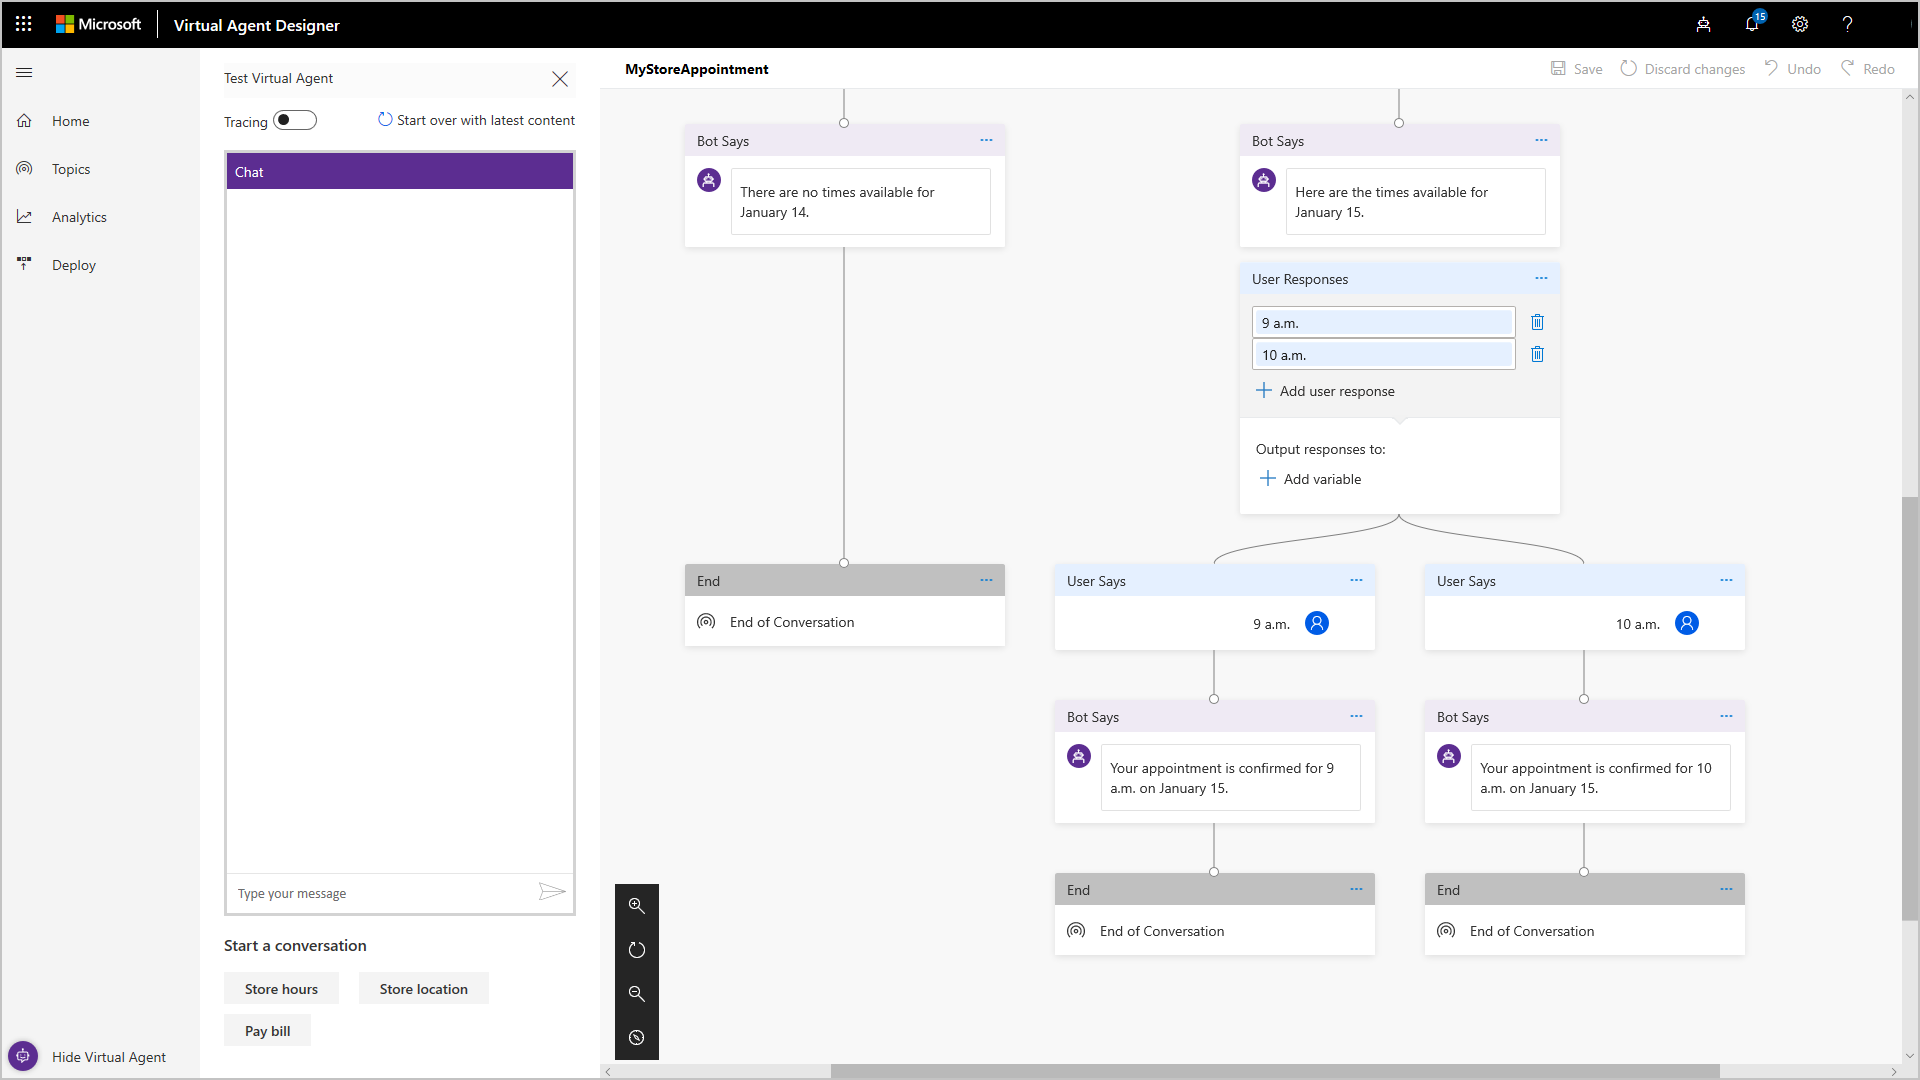 Microsoft
Virtual Agent Designer
15
?
Home
Topics
Analytics
Deploy
Hide Virtual Agent
Test Virtual Agent
Tracing
Start over with latest content
Chat
Type your message
Start a conversation
Store hours
Store location
Pay bill
MyStoreAppointment
Save
Discard changes
Undo
Redo
Bot Says
There are no times available for
January 14.
Bot Says
Here are the times available for
January 15.
User Responses
9 a.m.
10 a.m.
Add user response
Output responses to:
Add variable
End
End of Conversation
User Says
9 a.m.
User Says
10 a.m.
Bot Says
Your appointment is confirmed for 9
a.m. on January 15.
Bot Says
Your appointment is confirmed for 10
a.m. on January 15.
End
End of Conversation
End
End of Conversation